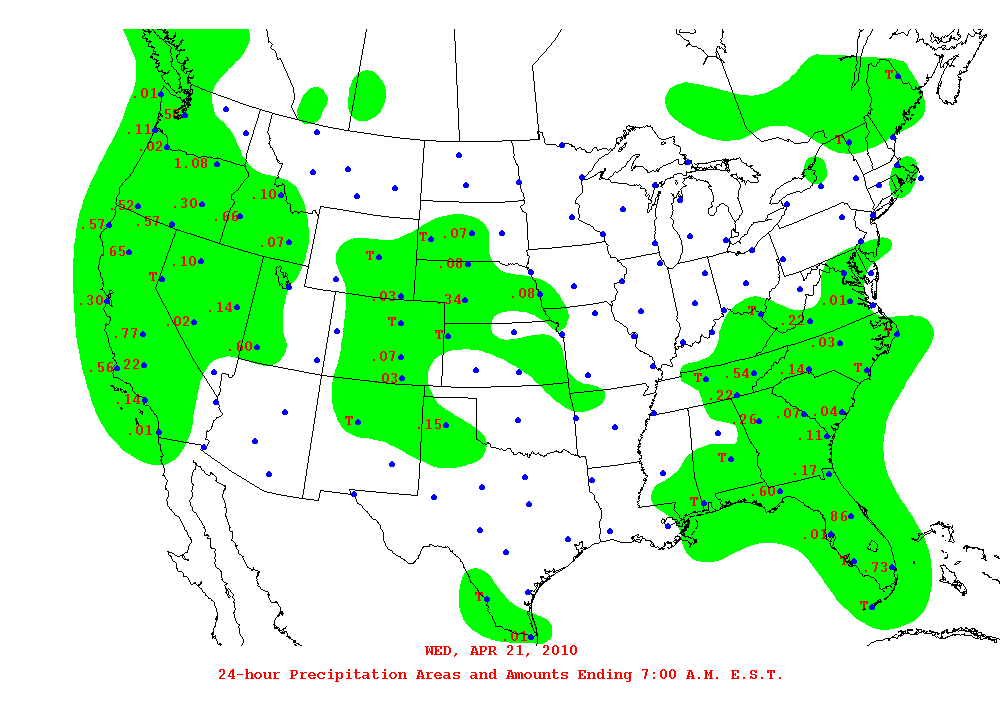 T
.01
.58
.11
T
.02
1.08
.10
.52
.30
.66
.57
.57
T
.07
.07
.65
T
.08
.10
T
.30
.03
.34
.08
.01
.14
T
.22
.02
T
T
.77
T
.03
.60
.07
.56
.22
.03
T
.54
.14
T
.14
.22
.07
.04
T
.15
.26
.01
.11
T
.17
.60
T
.86
.01
T
.73
T
T
.01
WED, APR 21, 2010
24-hour Precipitation Areas and Amounts Ending 7:00 A.M. E.S.T.